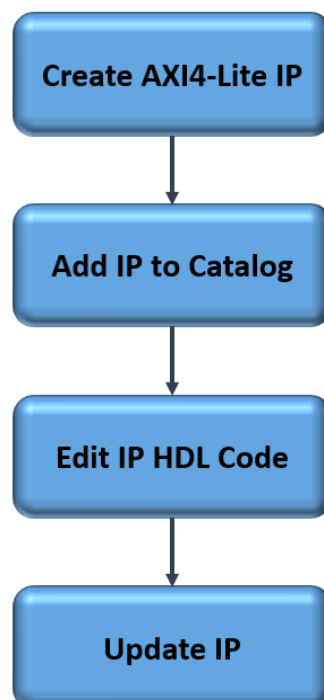 Create AXI4-Lite IP
Add IP to Catalog
Edit IP HDL Code
Update IP